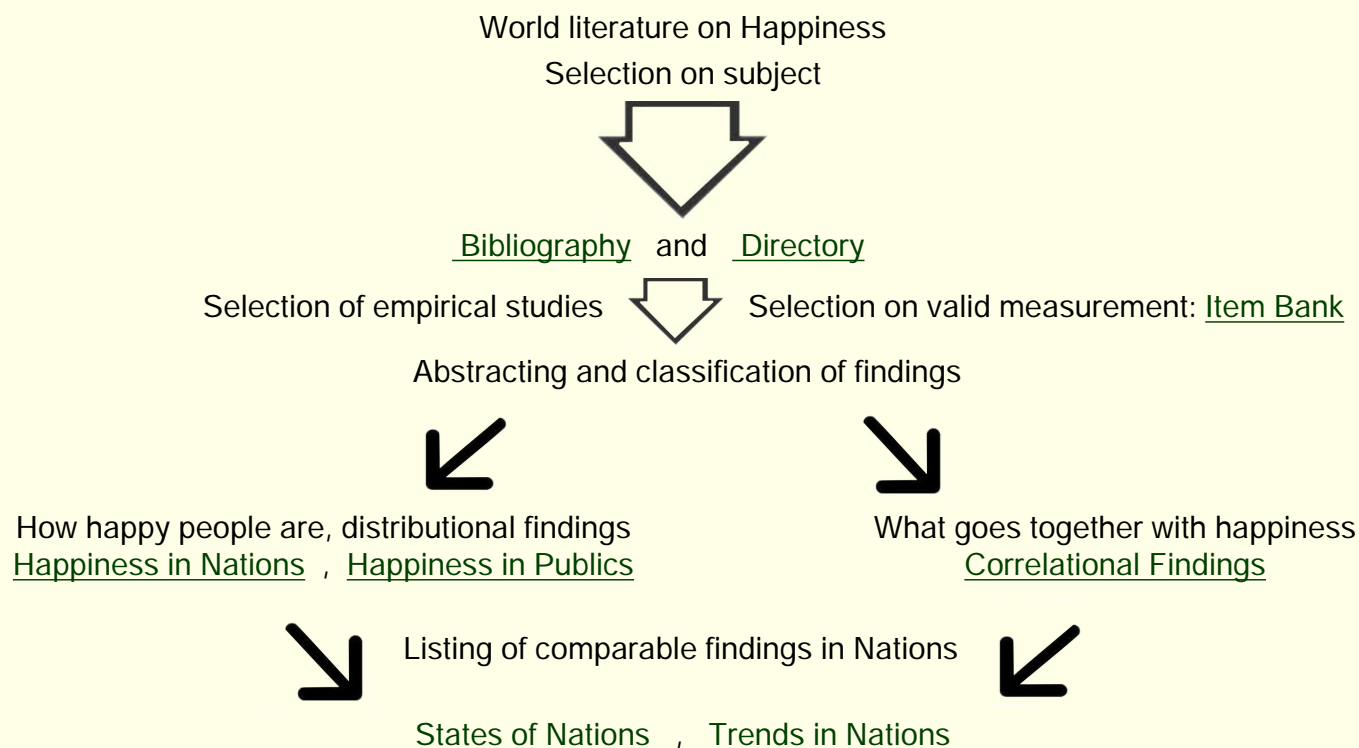 World literature on Happiness
Selection on subject
Bibliography and Directory
Selection of empirical studies Selection on valid measurement: Item Bank
Abstracting and classification of findings
How happy people are, distributional findings What goes together with happiness
Happiness in Nations , Happiness in Publics Correlational Findings
Listing of comparable findings in Nations
States of Nations , Trends in Nations